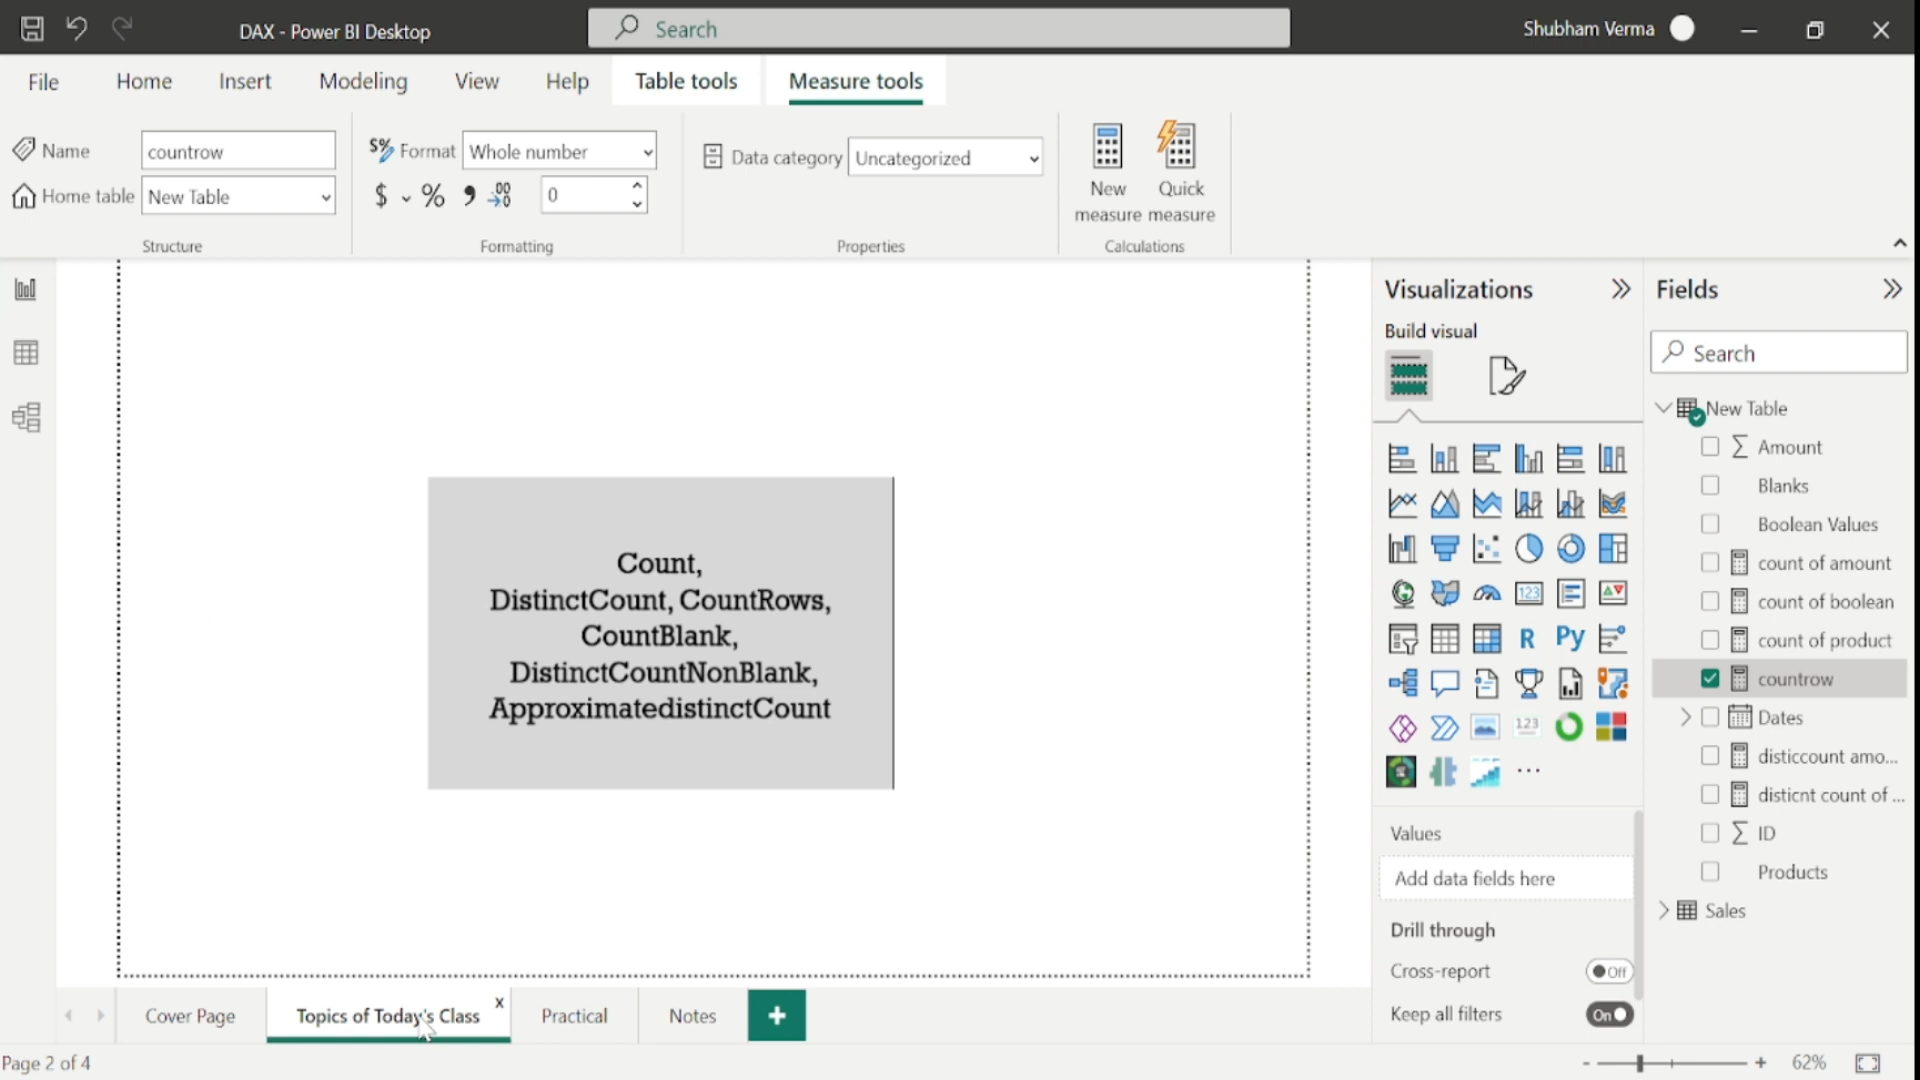 DAX - Power BI Desktop
Search
Shubham Verma
File
Home
Insert
Modeling
View
Help
Table tools
Measure tools
Name
countrow
Home table
New Table
Structure
Format
Whole number
$
%
0
Formatting
Data category
Uncategorized
Properties
New
measure
Quick
measure
Calculations
Count,
DistinctCount, CountRows,
CountBlank,
DistinctCountNonBlank,
ApproximatedistinctCount
Visualizations
Build visual
123
R
Py
123
Values
Add data fields here
Drill through
Cross-report
Off
Keep all filters
On
Fields
Search
New Table
Amount
Blanks
Boolean Values
count of amount
count of boolean
count of product
countrow
Dates
disticcount amo...
disticnt count of ...
ID
Products
Sales
Cover Page
Topics of Today's Class
x
Practical
Notes
+
Page 2 of 4
- + 62%